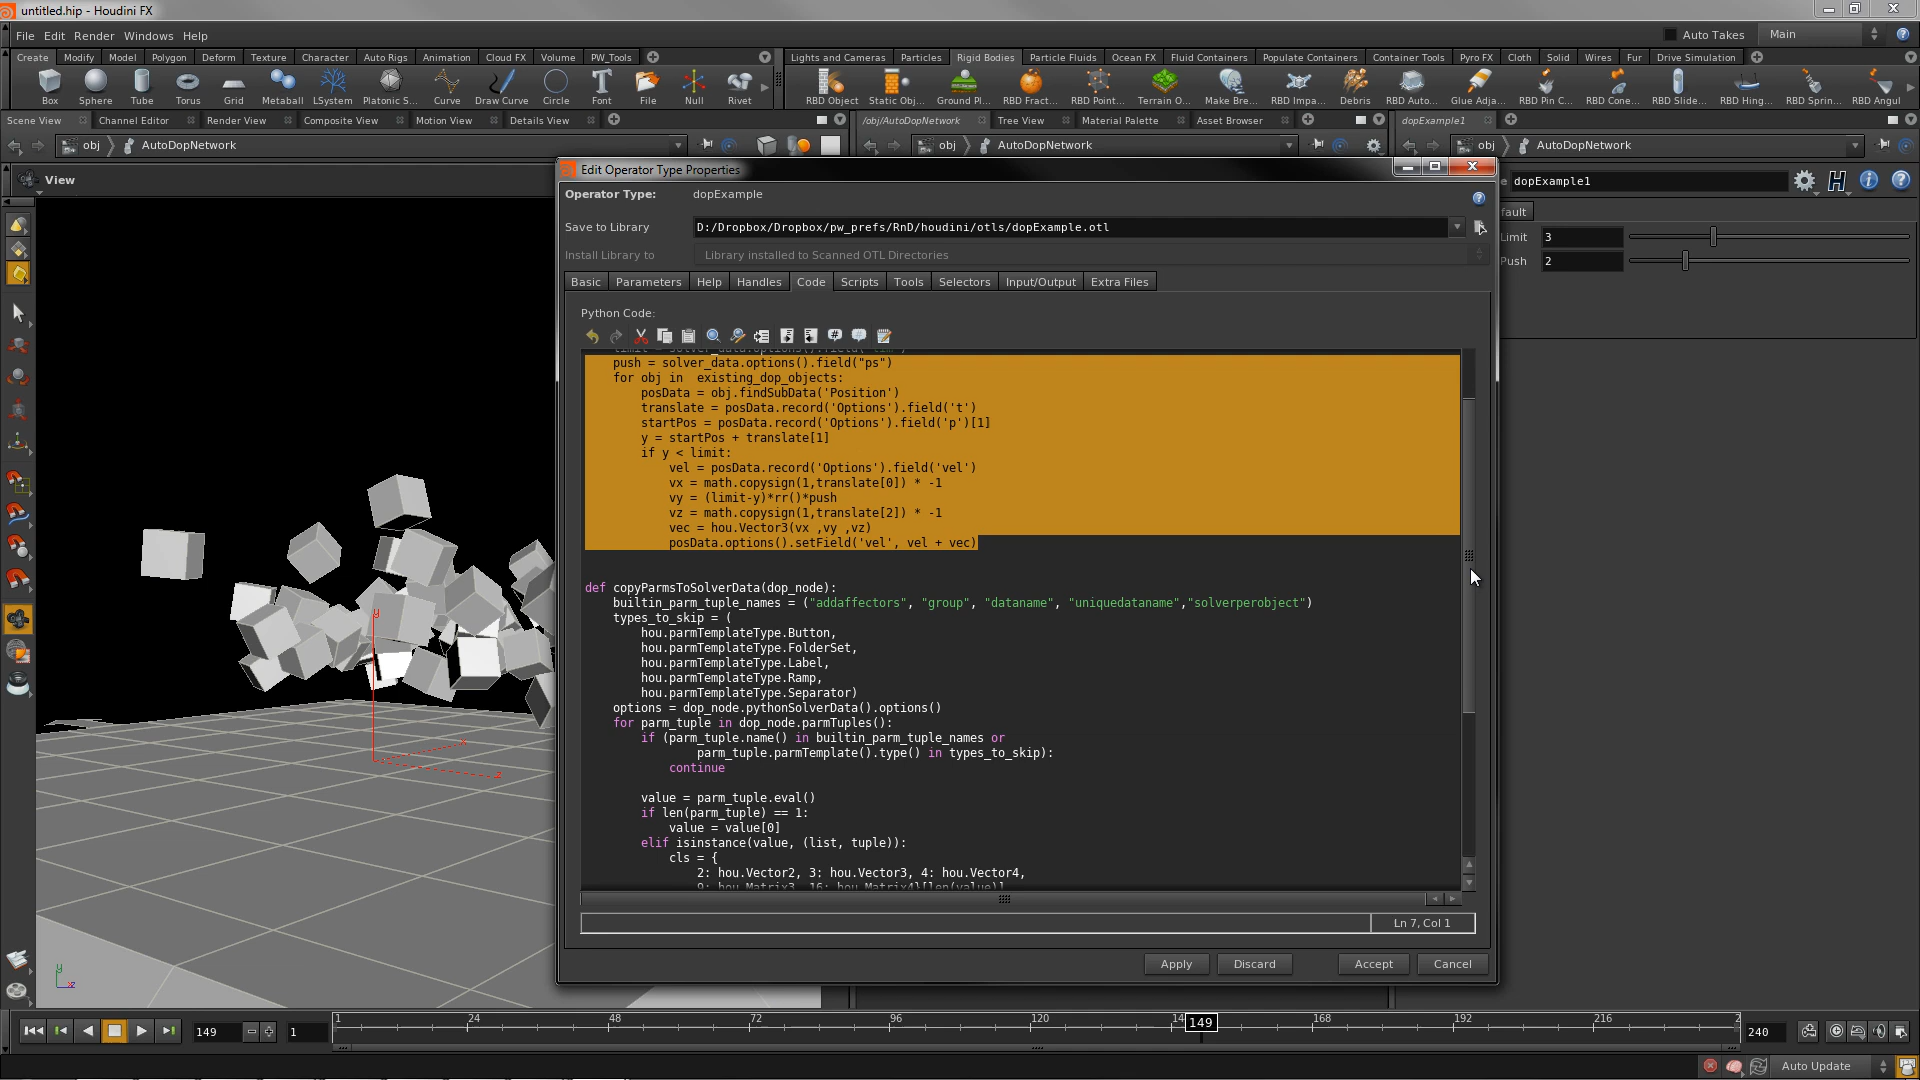 untitled.hip - Houdini FX
File Edit Render Windows Help
Auto Takes Main
Create Modify Model Polygon Deform Texture Character Auto Rigs Animation Cloud FX Volume PW_Tools
Lights and Cameras Particles Rigid Bodies Particle Fluids Ocean FX Fluid Containers Populate Containers Container Tools Pyro FX Cloth Solid Wires Fur Drive Simulation
Box Sphere Tube Torus Grid Metaball LSystem Platonic S... Curve Draw Curve Circle Font File Null Rivet
RBD Object Static Obj... Ground Pl... RBD Fract... RBD Point... Terrain O... Make Bre... RBD Impa... Debris RBD Auto... Glue Adja... RBD Pin C... RBD Cone... RBD Slide... RBD Hing... RBD Sprin... RBD Angul
Scene View Channel Editor Render View Composite View Motion View Details View
/obj/AutoDopNetwork Tree View Material Palette Asset Browser
dopExample1
obj AutoDopNetwork
obj AutoDopNetwork
obj AutoDopNetwork
View
Edit Operator Type Properties
Operator Type: dopExample
Save to Library D:/Dropbox/Dropbox/pw_prefs/RnD/houdini/otls/dopExample.otl
Install Library to Library installed to Scanned OTL Directories
Basic Parameters Help Handles Code Scripts Tools Selectors Input/Output Extra Files
Python Code:
push = solver_data.options().field("ps")
for obj in  existing_dop_objects:
posData = obj.findSubData('Position')
translate = posData.record('Options').field('t')
startPos = posData.record('Options').field('p')[1]
y = startPos + translate[1]
if y < limit:
vel = posData.record('Options').field('vel')
vx = math.copysign(1,translate[0]) * -1
vy = (limit-y)*rr()*push
vz = math.copysign(1,translate[2]) * -1
vec = hou.Vector3(vx ,vy ,vz)
posData.options().setField('vel', vel + vec)
def copyParmsToSolverData(dop_node):
builtin_parm_tuple_names = ("addaffectors", "group", "dataname", "uniquedataname","solverperobject")
types_to_skip = (
hou.parmTemplateType.Button,
hou.parmTemplateType.FolderSet,
hou.parmTemplateType.Label,
hou.parmTemplateType.Ramp,
hou.parmTemplateType.Separator)
options = dop_node.pythonSolverData().options()
for parm_tuple in dop_node.parmTuples():
if (parm_tuple.name() in builtin_parm_tuple_names or
parm_tuple.parmTemplate().type() in types_to_skip):
continue
value = parm_tuple.eval()
if len(parm_tuple) == 1:
value = value[0]
elif isinstance(value, (list, tuple)):
cls = {
2: hou.Vector2, 3: hou.Vector3, 4: hou.Vector4,
9: hou.Matrix3, 16: hou.Matrix4}[len(value)]
Ln 7, Col 1
Apply Discard Accept Cancel
e dopExample1
fault
Limit 3
Push 2
y
x
z
y
z
149 1
1 24 48 72 96 120 14 149 168 192 216 2
240
Auto Update